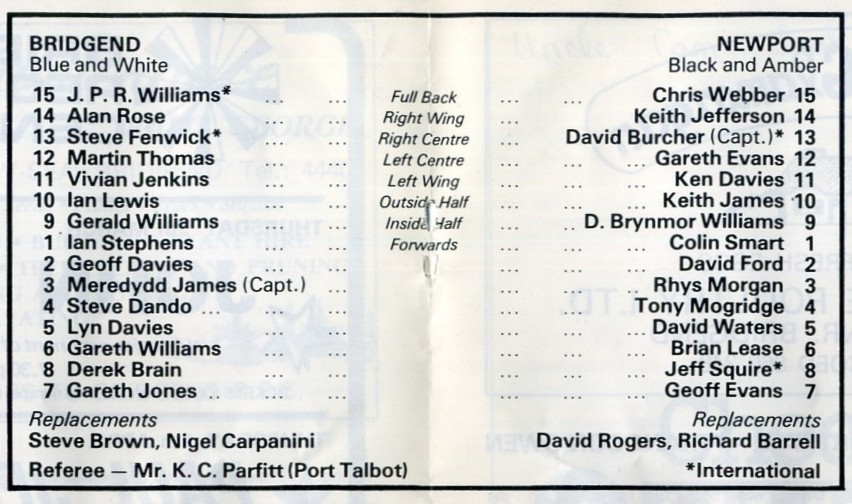 BRIDGEND NEWPORT
Blue and White Black and Amber
15 J. P. R. Williams* ... ... Full Back ... ... Chris Webber 15
14 Alan Rose ... ... Right Wing ... ... Keith Jefferson 14
13 Steve Fenwick* ... ... Right Centre ... David Burcher (Capt.)* 13
12 Martin Thomas ... ... Left Centre ... ... Gareth Evans 12
11 Vivian Jenkins ... ... Left Wing ... ... Ken Davies 11
10 Ian Lewis ... ... Outside Half ... ... Keith James 10
9 Gerald Williams ... ... Inside Half ... D. Brynmor Williams 9
1 Ian Stephens ... ... Forwards ... ... Colin Smart 1
2 Geoff Davies ... ... ... ... David Ford 2
3 Meredydd James (Capt.) ... ... ... Rhys Morgan 3
4 Steve Dando ... ... ... ... Tony Mogridge 4
5 Lyn Davies ... ... ... ... David Waters 5
6 Gareth Williams ... ... ... ... Brian Lease 6
8 Derek Brain ... ... ... ... Jeff Squire* 8
7 Gareth Jones ... ... ... ... Geoff Evans 7
Replacements Replacements
Steve Brown, Nigel Carpanini David Rogers, Richard Barrell
Referee — Mr. K. C. Parfitt (Port Talbot) *International